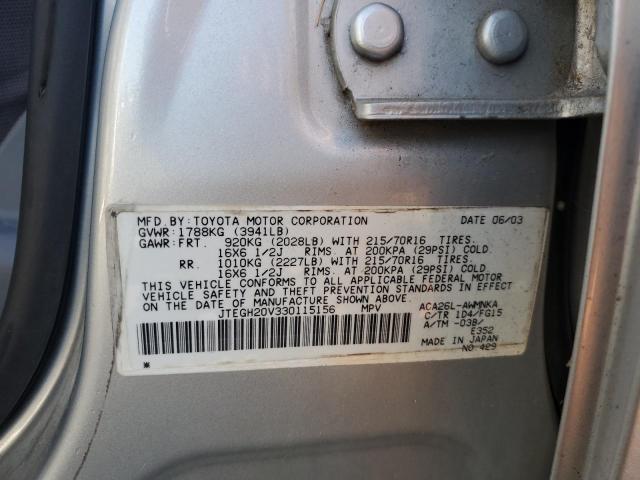 MFD.BY:TOYOTA MOTOR CORPORATION DATE 06/03
GVWR:1788KG (3941LB)
GAWR:FRT. 920KG (2028LB) WITH 215/70R16 TIRES.
16X6 1/2J RIMS AT 200KPA (29PSI) COLD.
RR. 1010KG (2227LB) WITH 215/70R16 TIRES.
16X6 1/2J RIMS AT 200KPA (29PSI) COLD.
THIS VEHICLE CONFORMS TO ALL APPLICABLE FEDERAL MOTOR
VEHICLE SAFETY AND THEFT PREVENTION STANDARDS IN EFFECT
ON THE DATE OF MANUFACTURE SHOWN ABOVE.
JTEGH20V330115156 MPV
ACA26L-AWMNKA
C/TR 1D4/FG15
A/TM -03B/
E352
MADE IN JAPAN
NO 429